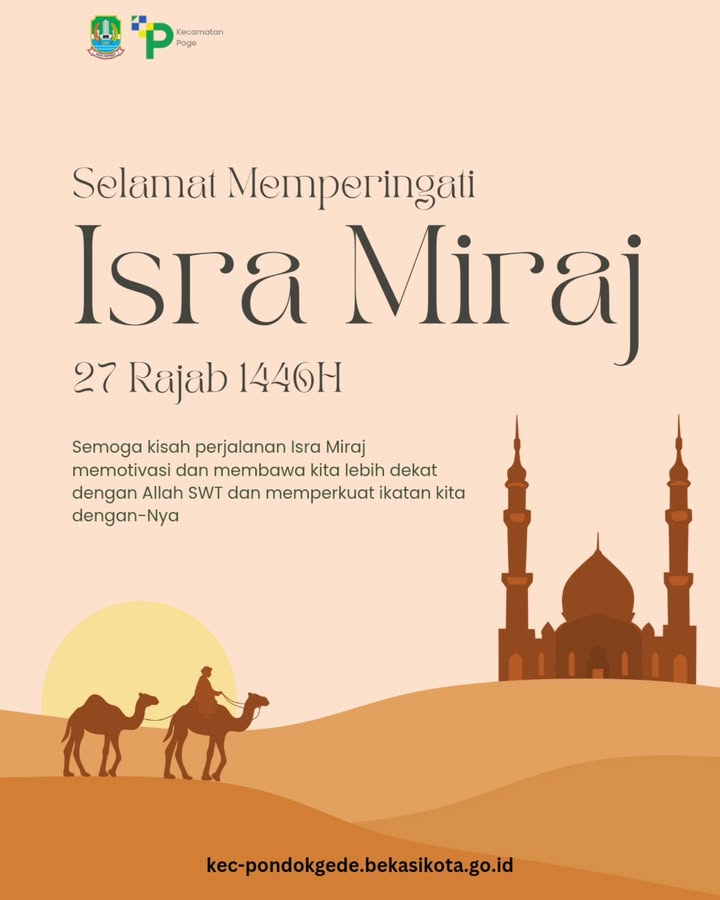 Kecamatan
Poge
Selamat Memperingati
Isra Miraj
27 Rajab 1446H
Semoga kisah perjalanan Isra Miraj
memotivasi dan membawa kita lebih dekat
dengan Allah SWT dan memperkuat ikatan kita
dengan-Nya
kec-pondokgede.bekasikota.go.id